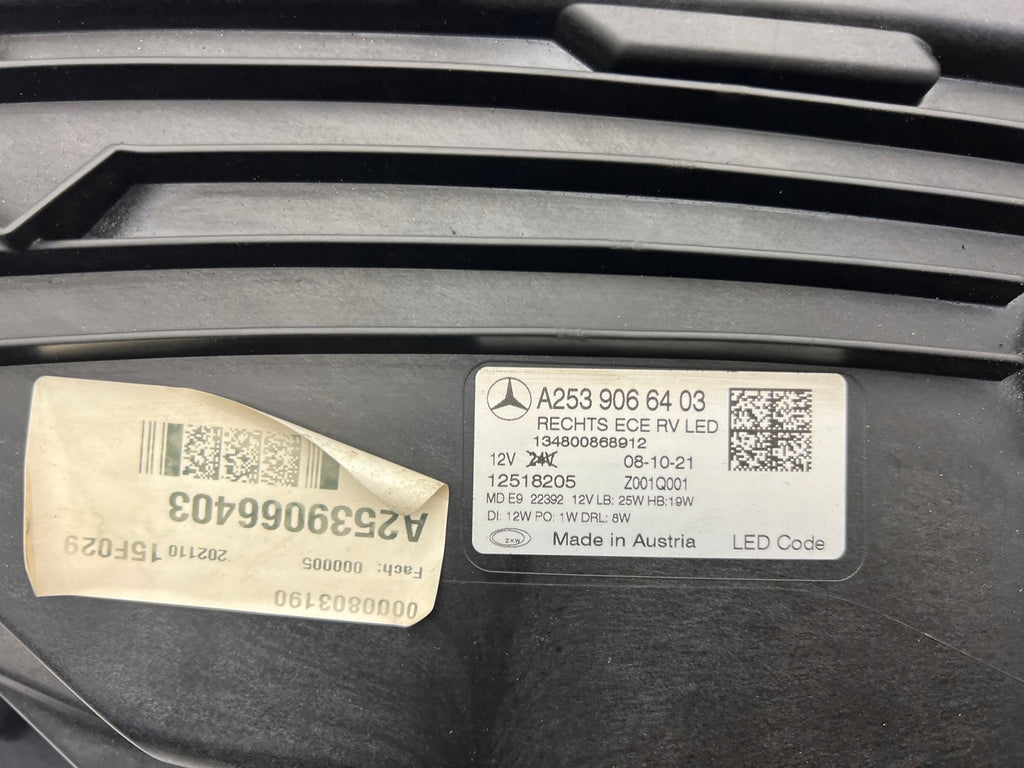 A253 906 64 03
RECHTS ECE RV LED
134800868912
12V 24V 08-10-21
12518205 Z001Q001
MD E9 22392 12V LB: 25W HB:19W
DI: 12W PO: 1W DRL: 8W
ZKW Made in Austria LED Code
0000803190
Fach: 000005
202110 15F029
A2539066403